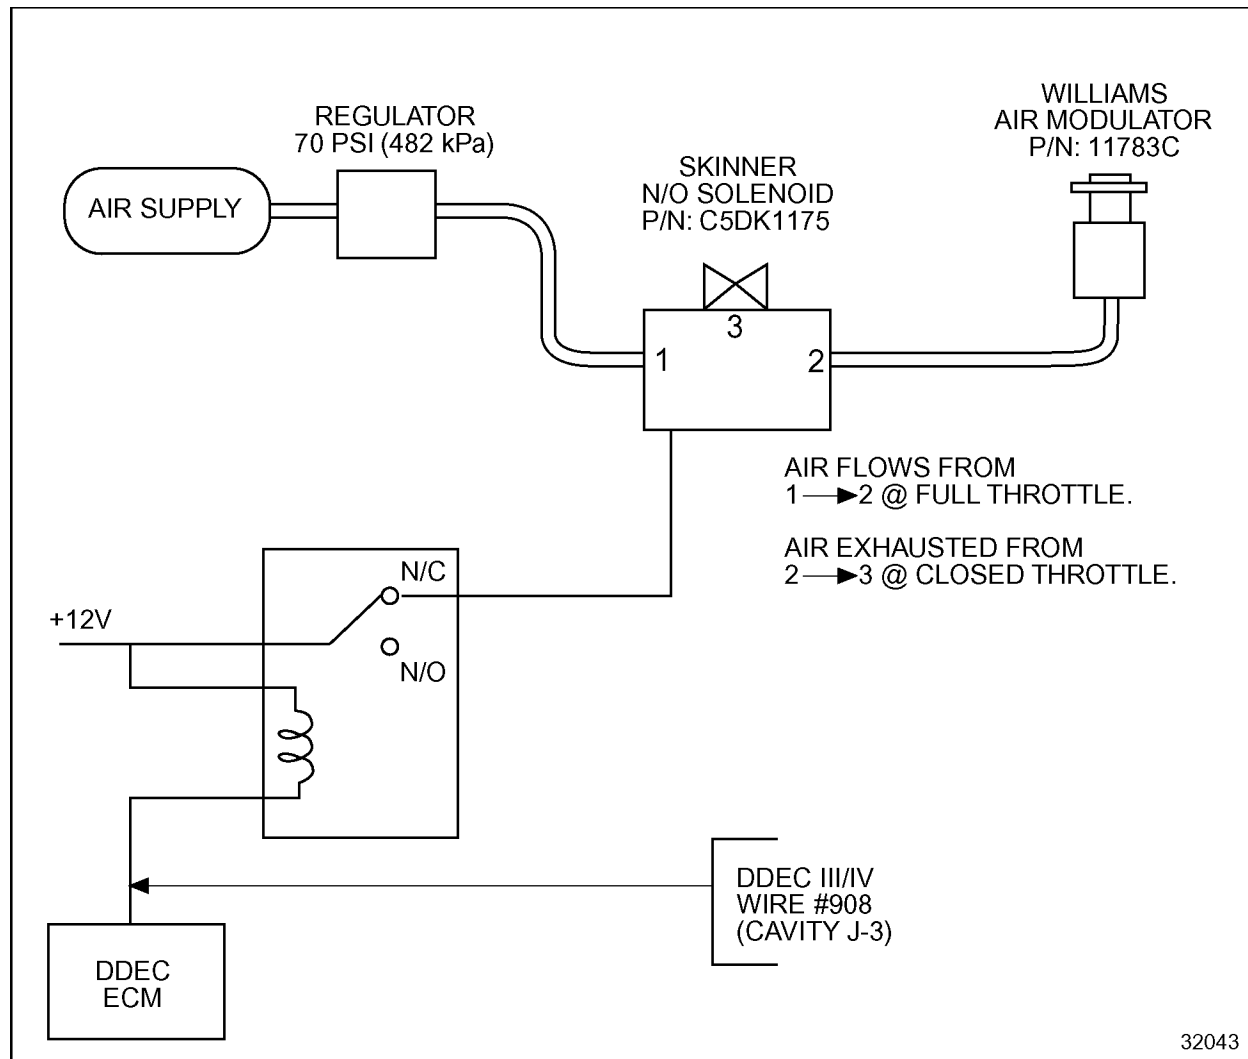 REGULATOR
70 PSI (482 kPa)
WILLIAMS
AIR MODULATOR
P/N: 11783C
SKINNER
N/O SOLENOID
P/N: C5DK1175
AIR SUPPLY
3
1
2
AIR FLOWS FROM
1 → 2 @ FULL THROTTLE.
AIR EXHAUSTED FROM
2 → 3 @ CLOSED THROTTLE.
N/C
+12V
N/O
DDEC III/IV
WIRE #908
(CAVITY J-3)
DDEC
ECM
32043